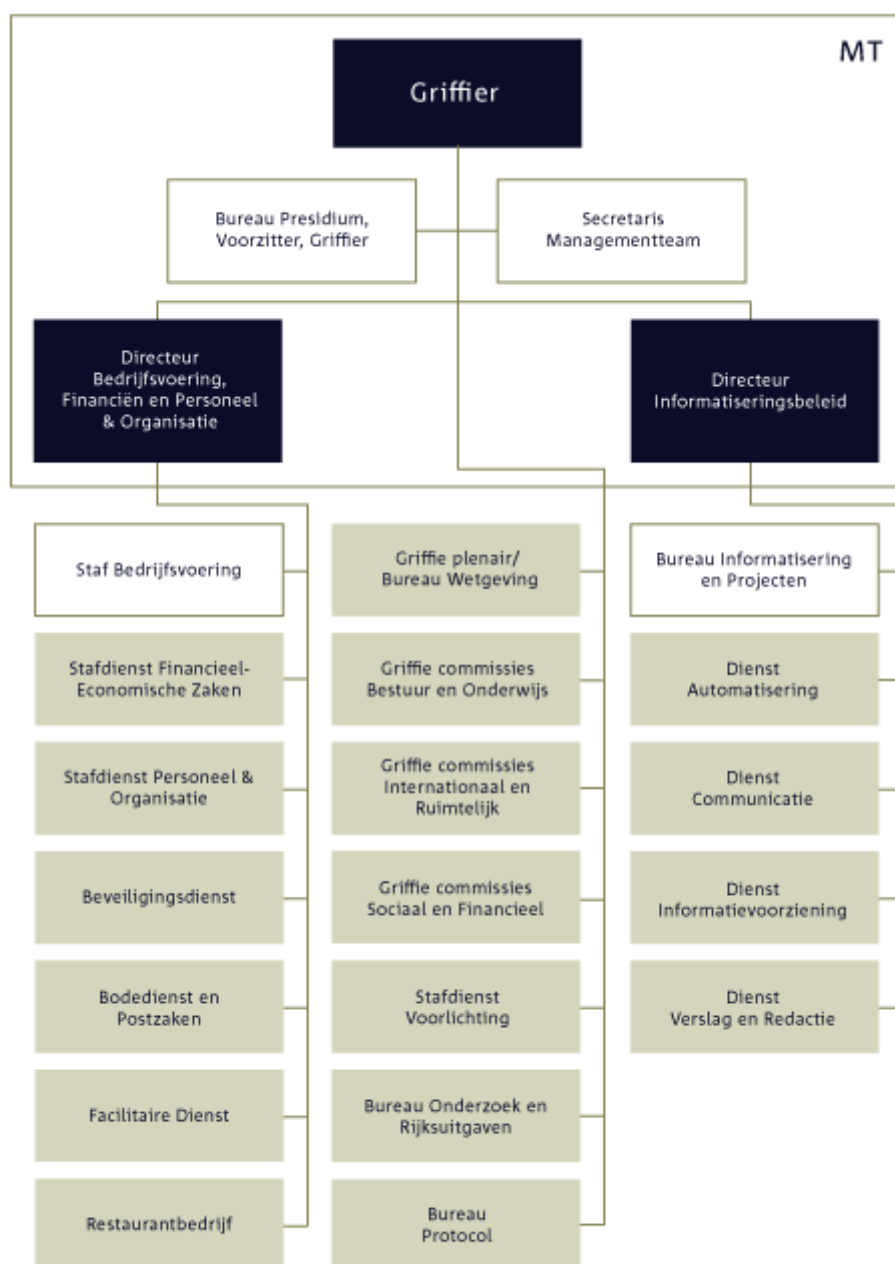 MT
Griffier
Bureau Presidium,
Voorzitter, Griffier
Secretaris
Managementteam
Directeur
Bedrijfsvoering,
Financiën en Personeel
& Organisatie
Directeur
Informatiseringsbeleid
Staf Bedrijfsvoering
Stafdienst Financieel-
Economische Zaken
Stafdienst Personeel &
Organisatie
Beveiligingsdienst
Bodedienst en
Postzaken
Facilitaire Dienst
Restaurantbedrijf
Griffie plenair/
Bureau Wetgeving
Griffie commissies
Bestuur en Onderwijs
Griffie commissies
Internationaal en
Ruimtelijk
Griffie commissies
Sociaal en Financieel
Stafdienst
Voorlichting
Bureau Onderzoek en
Rijksuitgaven
Bureau
Protocol
Bureau Informatisering
en Projecten
Dienst
Automatisering
Dienst
Communicatie
Dienst
Informatievoorziening
Dienst
Verslag en Redactie